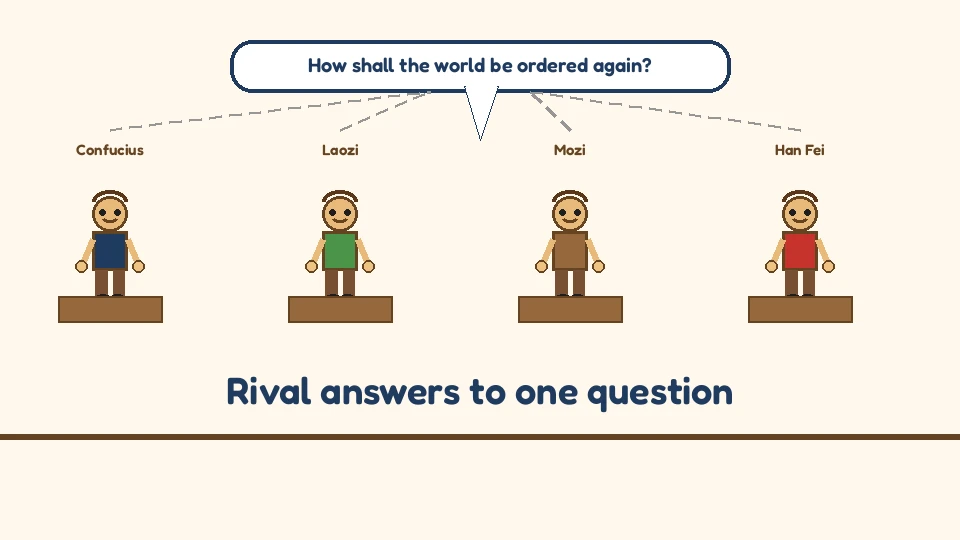 How shall the world be ordered again?
Confucius
Laozi
Mozi
Han Fei
Rival answers to one question